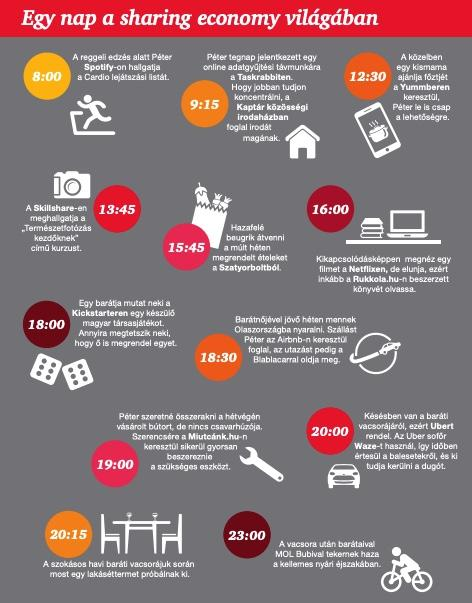 Egy nap a sharing economy világában
8:00
A reggeli edzés alatt Péter
Spotify-on hallgatja
a Cardio lejátszási listát.
9:15
Péter tegnap jelentkezett egy
online adatgyűjtési távmunkára
a Taskrabbiten.
Hogy jobban tudjon
koncentrálni, a
Kaptár közösségi
irodaházban
foglal irodát
magának.
12:30
A közelben
egy kismama
ajánlja főztjét
a Yummberen
keresztül,
Péter le is csap
a lehetőségre.
A Skillshare-en
meghallgatja a
„Természetfotózás
kezdőknek"
című kurzust.
13:45
15:45
Hazafelé
beugrik átvenni
a múlt héten
megrendelt ételeket
a Szatyorboltból.
16:00
Kikapcsolódásképpen megnéz egy
filmet a Netflixen, de elunja, ezért
inkább a Rukkola.hu-n beszerzett
könyvét olvassa.
18:00
Egy barátja mutat neki a
Kickstarteren egy készülő
magyar társasjátékot.
Annyira megtetszik neki,
hogy ő is megrendel egyet.
18:30
Barátnőjével jövő héten mennek
Olaszországba nyaralni. Szállást
Péter az Airbnb-n keresztül
foglal, az utazást pedig a
Blablacarral oldja meg.
19:00
Péter szeretné összerakni a hétvégén
vásárolt bútort, de nincs csavarhúzója.
Szerencsére a Miutcánk.hu-n
keresztül sikerül gyorsan
beszereznie
a szükséges eszközt.
20:00
Késésben van a baráti
vacsorájáról, ezért Ubert
rendel. Az Uber sofőr
Waze-t használ, így időben
értesül a balesetekről, és ki
tudja kerülni a dugót.
20:15
A szokásos havi baráti vacsorájuk során
most egy lakáséttermet próbálnak ki.
23:00
A vacsora után barátaival
MOL Bubival tekernek haza
a kellemes nyári éjszakában.